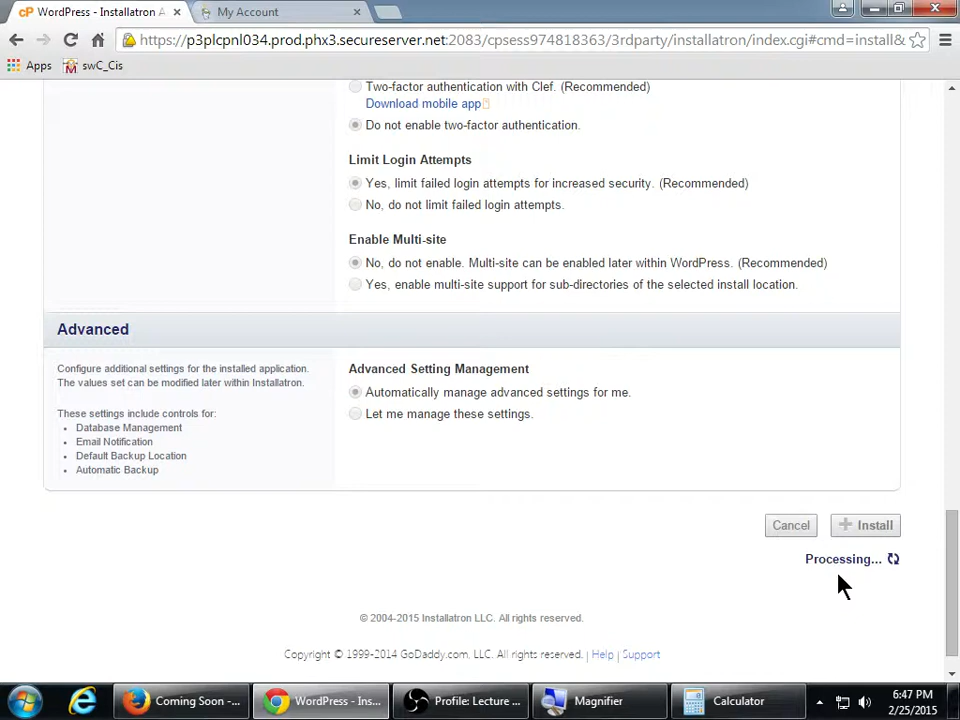 WordPress - Installatron A
My Account
https://p3plcpnl034.prod.phx3.secureserver.net:2083/cpsess974818363/3rdparty/installatron/index.cgi#cmd=install&
Apps
swC_Cis
Two-factor authentication with Clef. (Recommended)
Download mobile app
Do not enable two-factor authentication.
Limit Login Attempts
Yes, limit failed login attempts for increased security. (Recommended)
No, do not limit failed login attempts.
Enable Multi-site
No, do not enable. Multi-site can be enabled later within WordPress. (Recommended)
Yes, enable multi-site support for sub-directories of the selected install location.
Advanced
Configure additional settings for the installed application.
The values set can be modified later within Installatron.
These settings include controls for:
Database Management
Email Notification
Default Backup Location
Automatic Backup
Advanced Setting Management
Automatically manage advanced settings for me.
Let me manage these settings.
Cancel
Install
Processing...
© 2004-2015 Installatron LLC. All rights reserved.
Copyright © 1999-2014 GoDaddy.com, LLC. All rights reserved. | Help | Support
Coming Soon -...
WordPress - Ins...
Profile: Lecture ...
Magnifier
Calculator
6:47 PM
2/25/2015